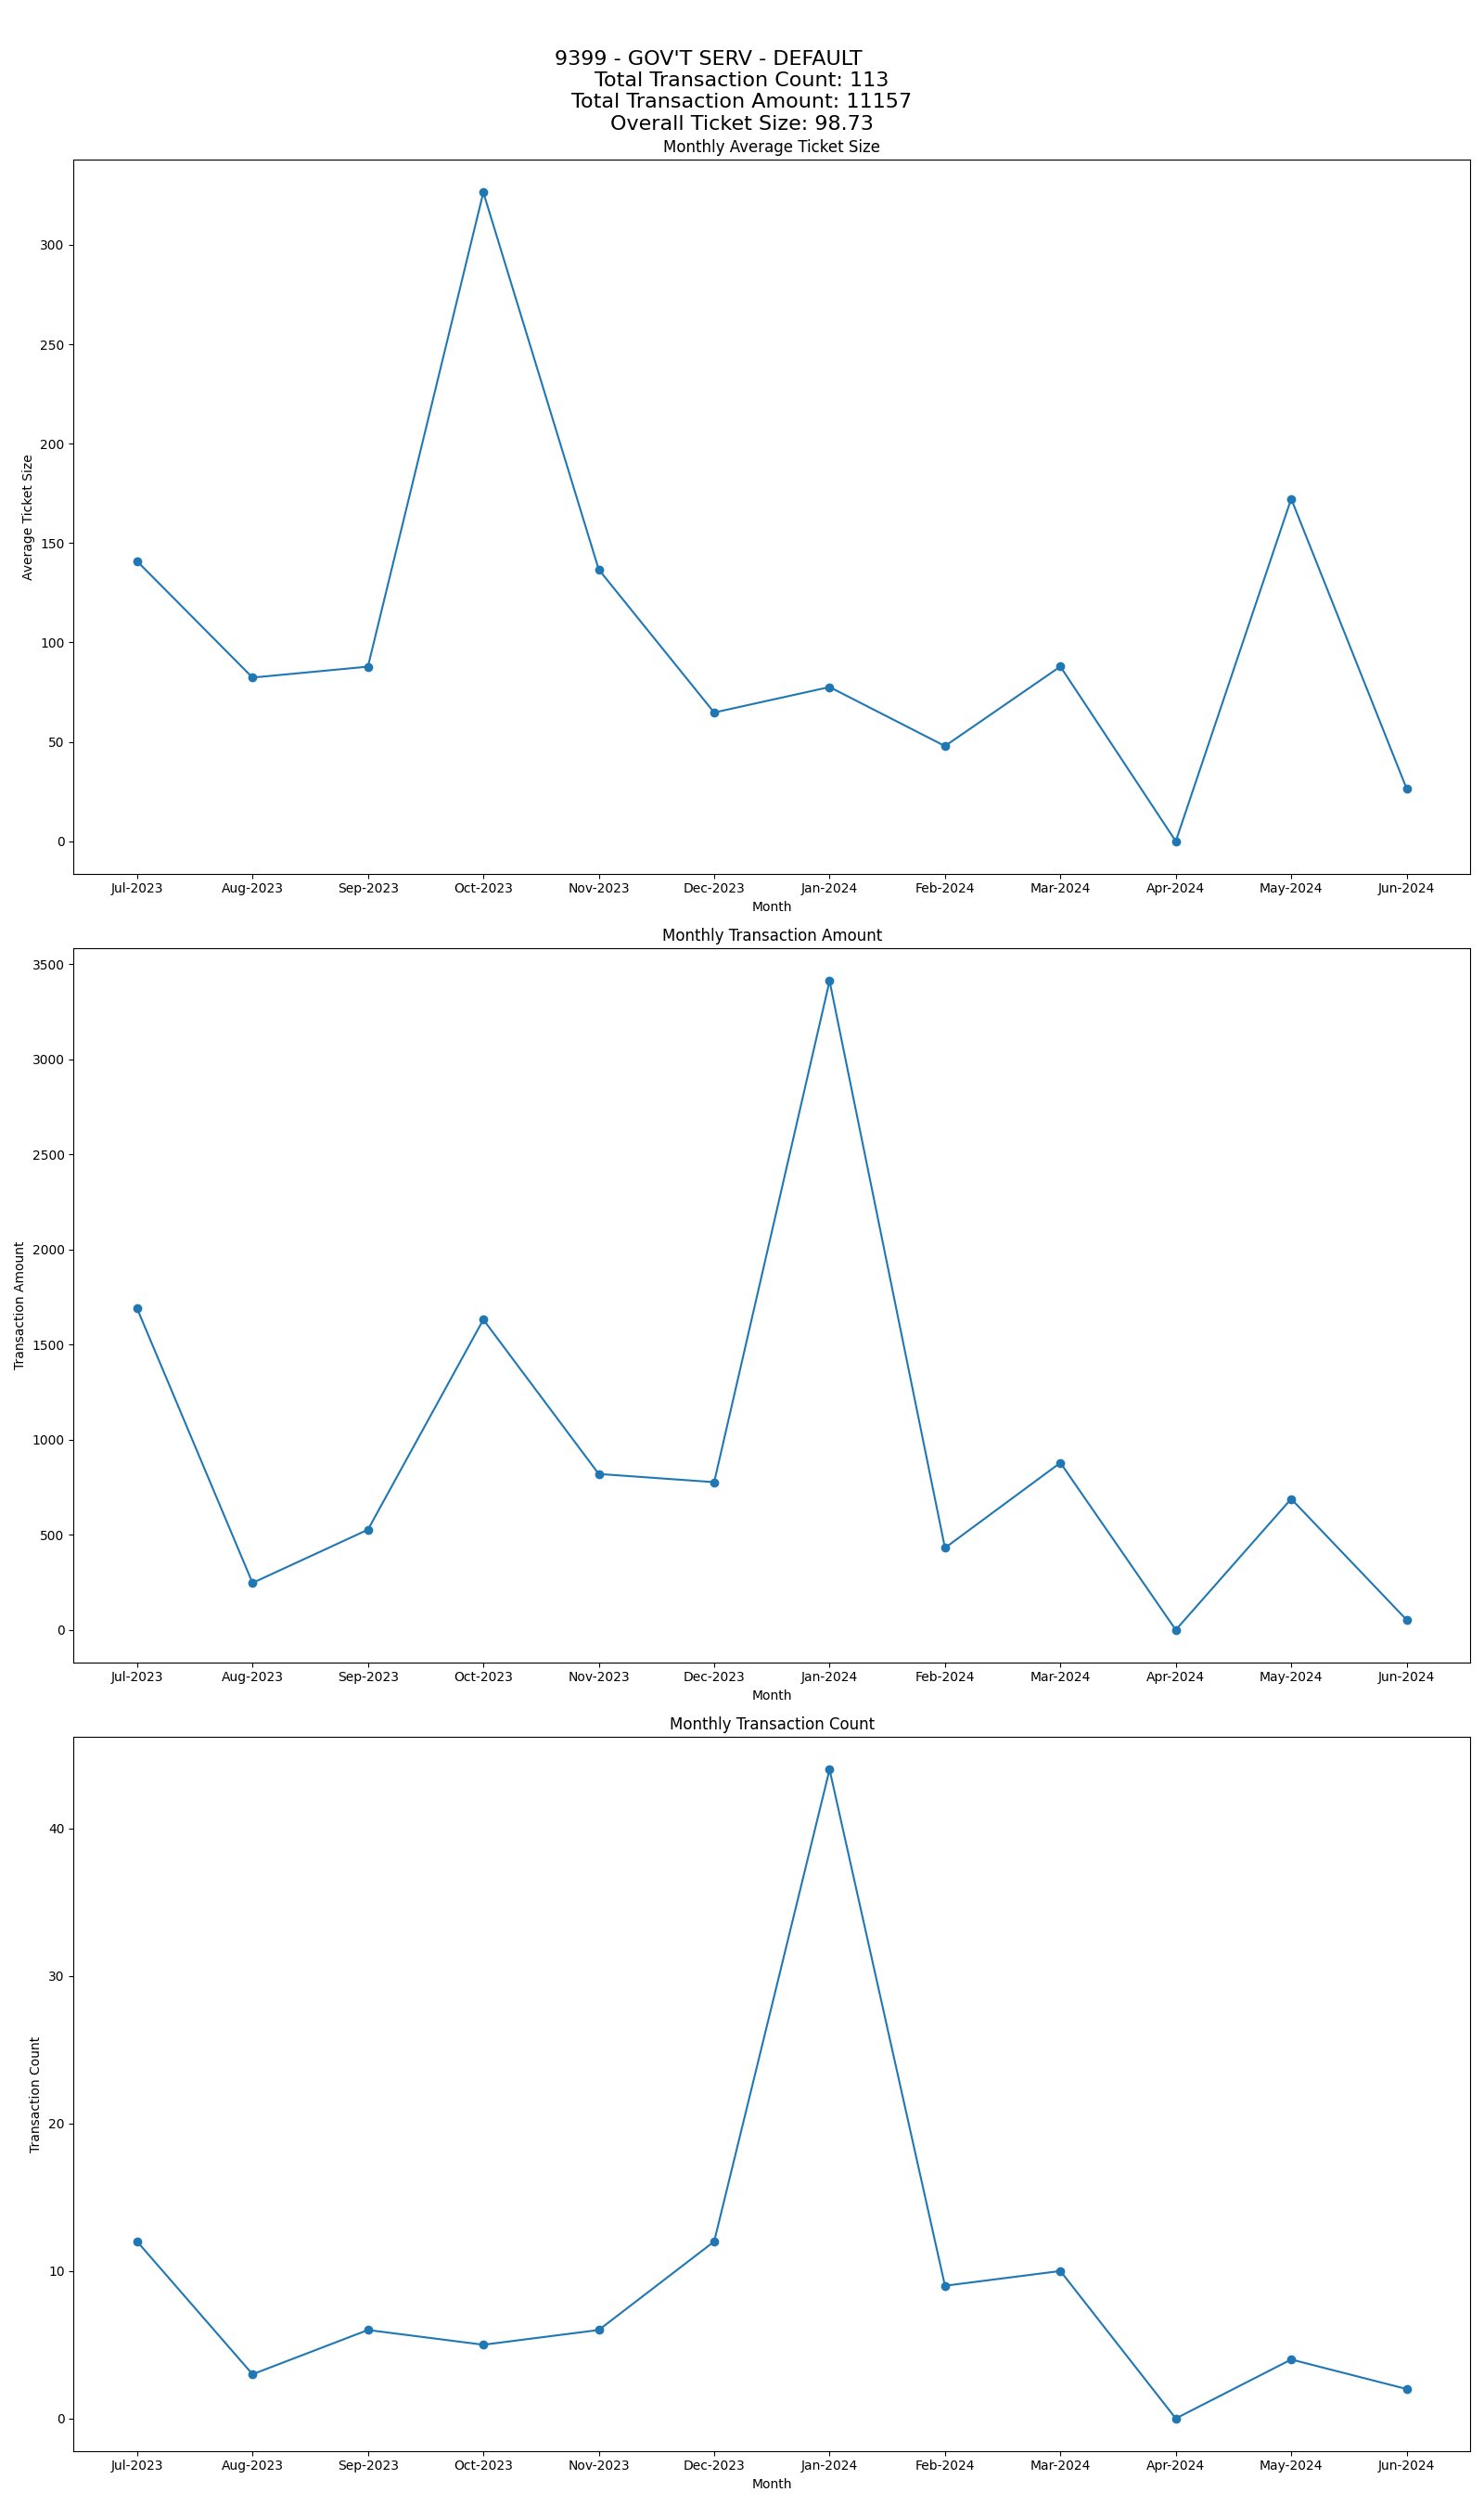 9399 - GOV'T SERV - DEFAULT
Total Transaction Count: 113
Total Transaction Amount: 11157
Overall Ticket Size: 98.73
Monthly Average Ticket Size
Average Ticket Size
300
250
200
150
100
50
0
Jul-2023 Aug-2023 Sep-2023 Oct-2023 Nov-2023 Dec-2023 Jan-2024 Feb-2024 Mar-2024 Apr-2024 May-2024 Jun-2024
Month
Monthly Transaction Amount
Transaction Amount
3500
3000
2500
2000
1500
1000
500
0
Jul-2023 Aug-2023 Sep-2023 Oct-2023 Nov-2023 Dec-2023 Jan-2024 Feb-2024 Mar-2024 Apr-2024 May-2024 Jun-2024
Month
Monthly Transaction Count
Transaction Count
40
30
20
10
0
Jul-2023 Aug-2023 Sep-2023 Oct-2023 Nov-2023 Dec-2023 Jan-2024 Feb-2024 Mar-2024 Apr-2024 May-2024 Jun-2024
Month